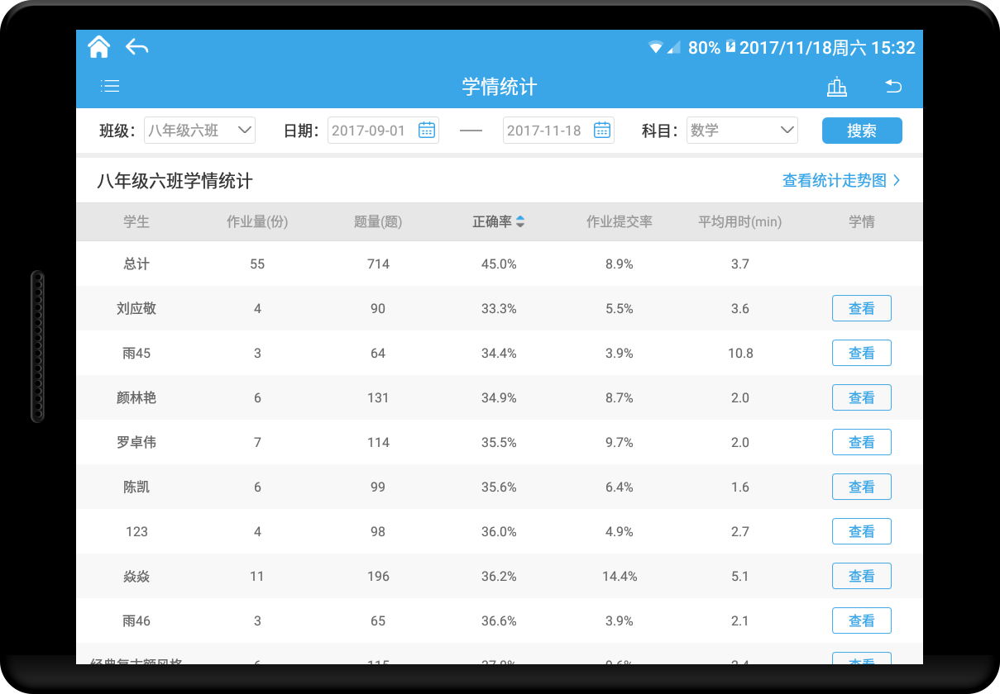 80% 2017/11/18周六 15:32
学情统计
班级： 八年级六班 日期： 2017-09-01 — 2017-11-18 科目： 数学 搜索
八年级六班学情统计 查看统计走势图
学生 作业量(份) 题量(题) 正确率 作业提交率 平均用时(min) 学情
总计 55 714 45.0% 8.9% 3.7
刘应敬 4 90 33.3% 5.5% 3.6 查看
雨45 3 64 34.4% 3.9% 10.8 查看
颜林艳 6 131 34.9% 8.7% 2.0 查看
罗卓伟 7 114 35.5% 9.7% 2.0 查看
陈凯 6 99 35.6% 6.4% 1.6 查看
123 4 98 36.0% 4.9% 2.7 查看
焱焱 11 196 36.2% 14.4% 5.1 查看
雨46 3 65 36.6% 3.9% 2.1 查看
查看